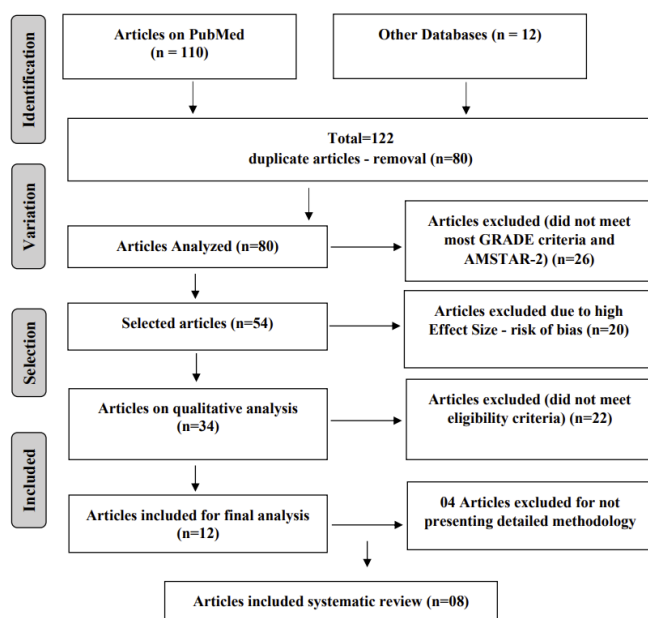 Identification
Articles on PubMed
(n = 110)
Other Databases (n = 12)
Total=122
duplicate articles - removal (n=80)
Variation
Articles Analyzed (n=80)
Articles excluded (did not meet
most GRADE criteria and
AMSTAR-2) (n=26)
Selection
Selected articles (n=54)
Articles excluded due to high
Effect Size - risk of bias (n=20)
Articles on qualitative analysis
(n=34)
Articles excluded (did not meet
eligibility criteria) (n=22)
Included
Articles included for final analysis
(n=12)
04 Articles excluded for not
presenting detailed methodology
Articles included systematic review (n=08)